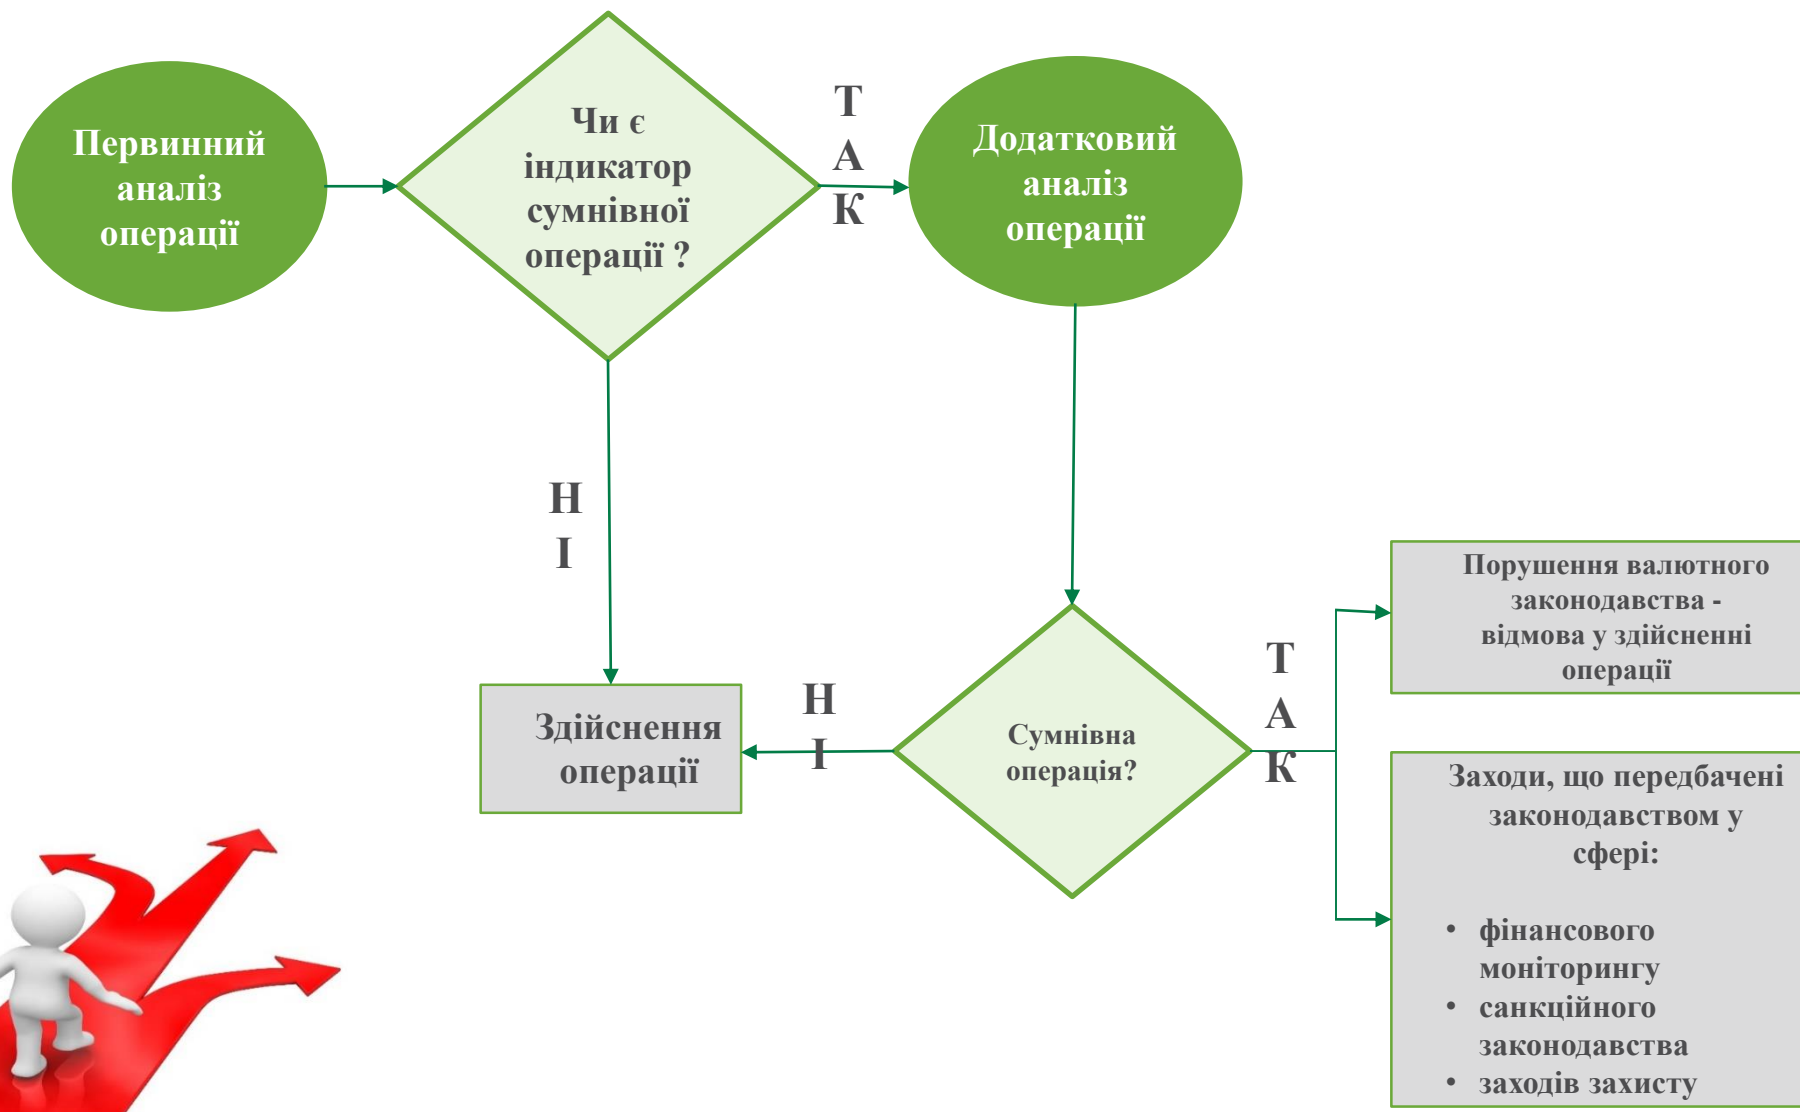 Первинний
аналіз
операції
Чи є
індикатор
сумнівної
операції ?
Т
А
К
Додатковий
аналіз
операції
Н
І
Здійснення
операції
Н
І
Сумнівна
операція?
Т
А
К
Порушення валютного
законодавства -
відмова у здійсненні
операції
Заходи, що передбачені
законодавством у
сфері:
• фінансового
моніторингу
• санкційного
законодавства
• заходів захисту